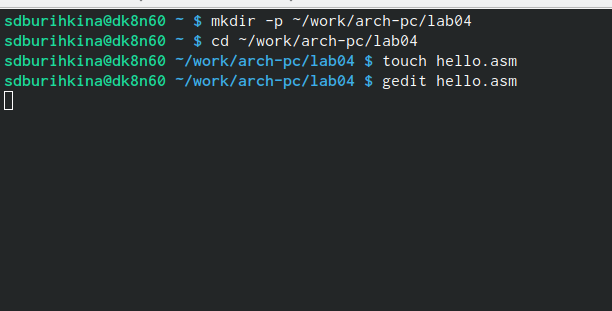 sdburihkina@dk8n60 ~ $ mkdir -p ~/work/arch-pc/lab04
sdburihkina@dk8n60 ~ $ cd ~/work/arch-pc/lab04
sdburihkina@dk8n60 ~/work/arch-pc/lab04 $ touch hello.asm
sdburihkina@dk8n60 ~/work/arch-pc/lab04 $ gedit hello.asm